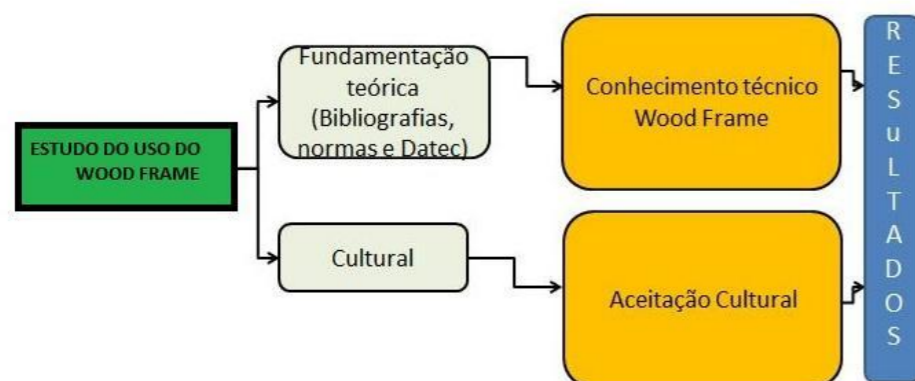 ESTUDO DO USO DO
WOOD FRAME
Fundamentação
teórica
(Bibliografias,
normas e Datec)
Cultural
Conhecimento técnico
Wood Frame
Aceitação Cultural
R
E
S
u
L
T
A
D
O
S